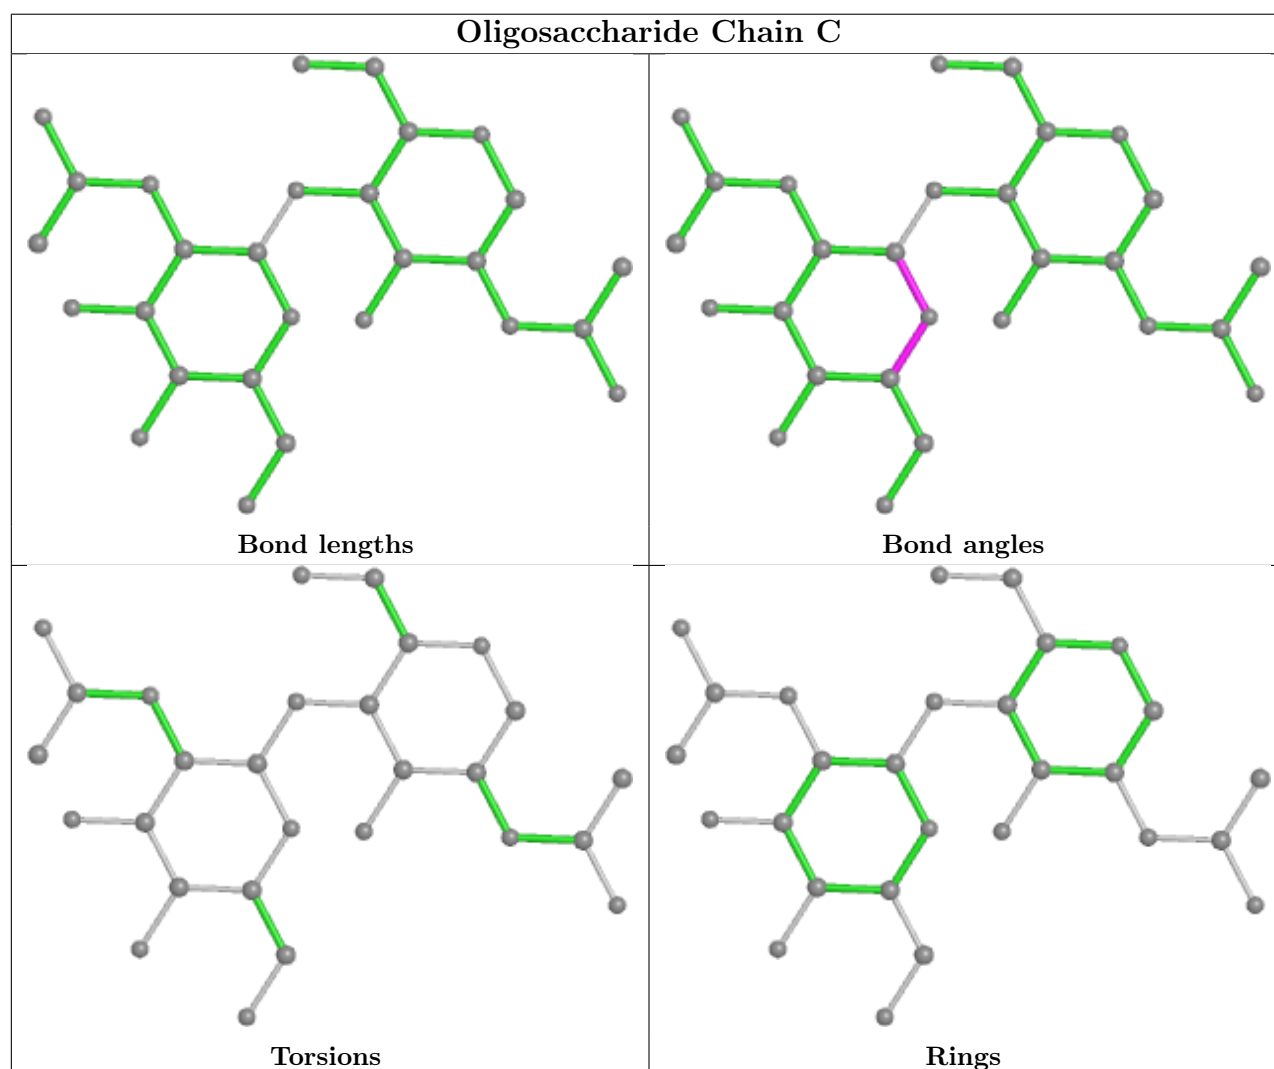 Oligosaccharide Chain C
Bond lengths
Bond angles
Torsions
Rings